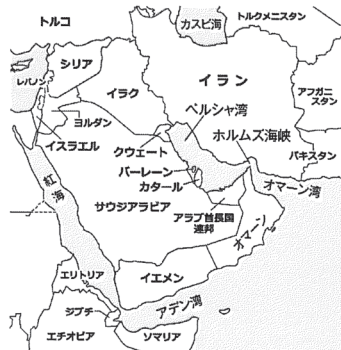 トルコ
カスピ海
トルクメニスタン
シリア
レバノン
イラク
イラン
アフガニ
スタン
ペルシャ湾
ヨルダン
ホルムズ海峡
イスラエル
クウェート
パキスタン
バーレーン
カタール
オマーン湾
紅海
サウジアラビア
アラブ首長国
連邦
オマーン
エリトリア
イエメン
ジブチ
アデン湾
エチオピア
ソマリア